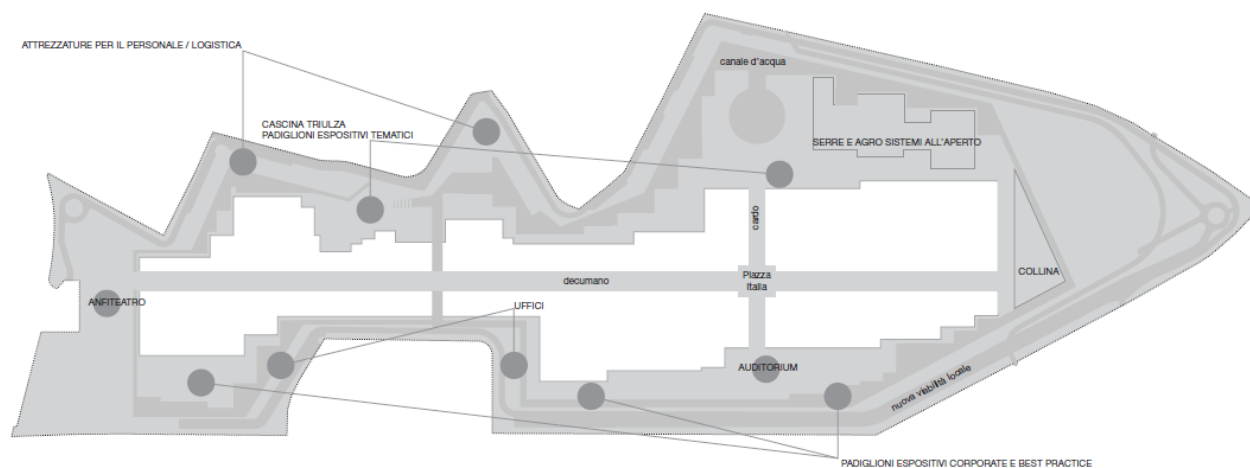 ATTREZZATURE PER IL PERSONALE / LOGISTICA
canale d'acqua
CASCINA TRIULZA
PADIGLIONI ESPOSITIVI TEMATICI
SERRE E AGRO SISTEMI ALL'APERTO
cardo
decumano
Piazza
Italia
COLLINA
ANFITEATRO
UFFICI
AUDITORIUM
nuova viabilità locale
PADIGLIONI ESPOSITIVI CORPORATE E BEST PRACTICE